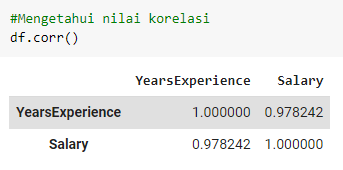 #Mengetahui nilai korelasi
df.corr()
YearsExperience Salary
YearsExperience 1.000000 0.978242
Salary 0.978242 1.000000